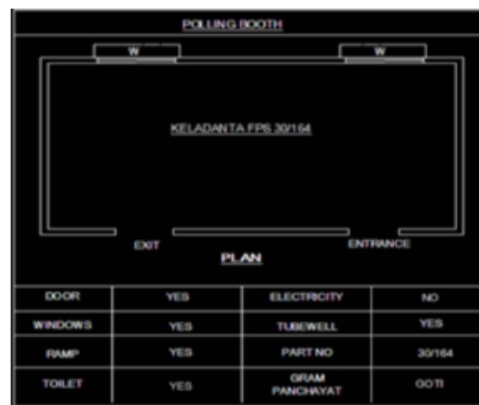 POLLING BOOTH
W W
KELADANTA FPS 30/164
EXIT ENTRANCE
PLAN
DOOR YES ELECTRICITY NO
WINDOWS YES TUBEWELL YES
RAMP YES PART NO 30/164
TOILET YES GRAM PANCHAYAT GOTI